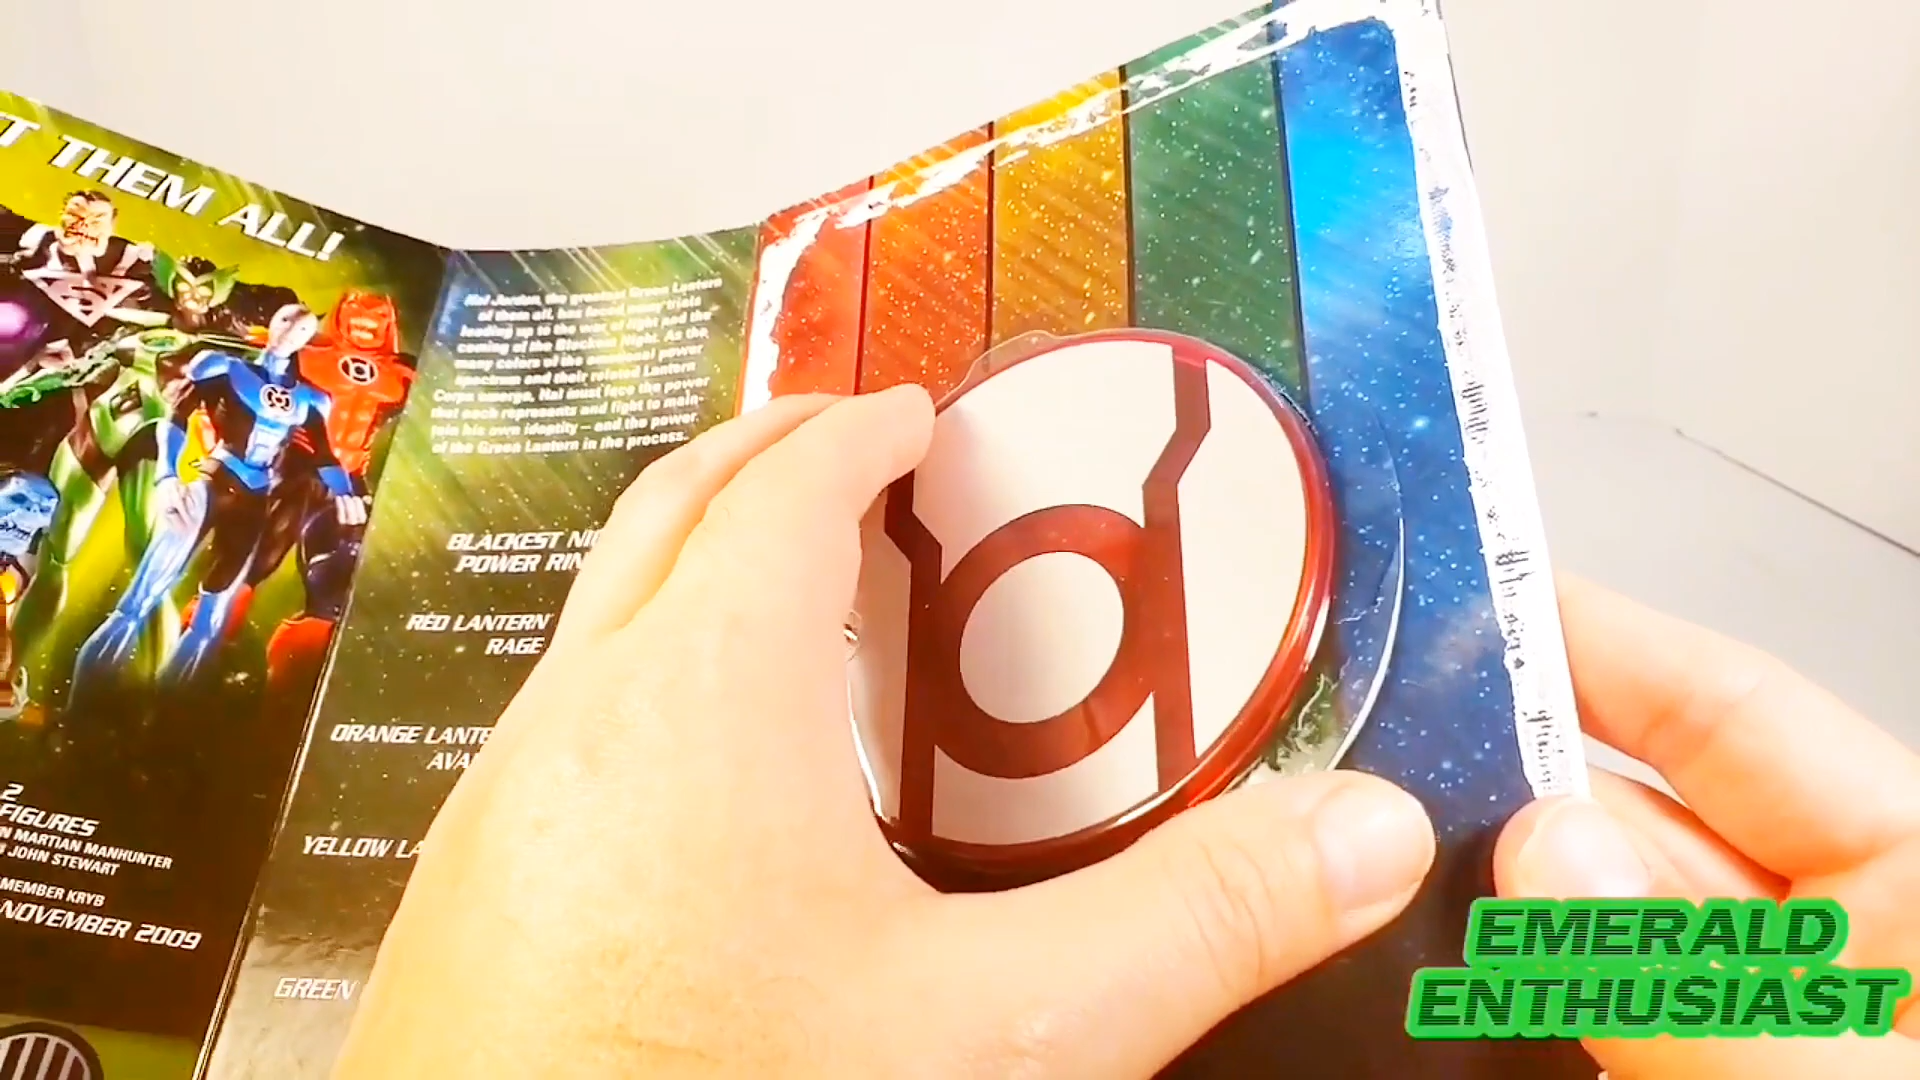 T THEM ALL!
Hal Jordan, the greatest Green Lantern
of them all, has faced many trials
leading up to the war of light and the
coming of the Blackest Night. As the
many colors of the emotional power
spectrum and their related Lantern
Corps emerge, Hal must face the power
that each represents and fight to main-
tain his own identity – and the power
of the Green Lantern in the process.
BLACKEST NI
POWER RIN
RED LANTERN
RAGE
ORANGE LANTE
AVA
YELLOW LA
GREEN
2
FIGURES
N MARTIAN MANHUNTER
JOHN STEWART
MEMBER KRYB
NOVEMBER 2009
EMERALD
ENTHUSIAST